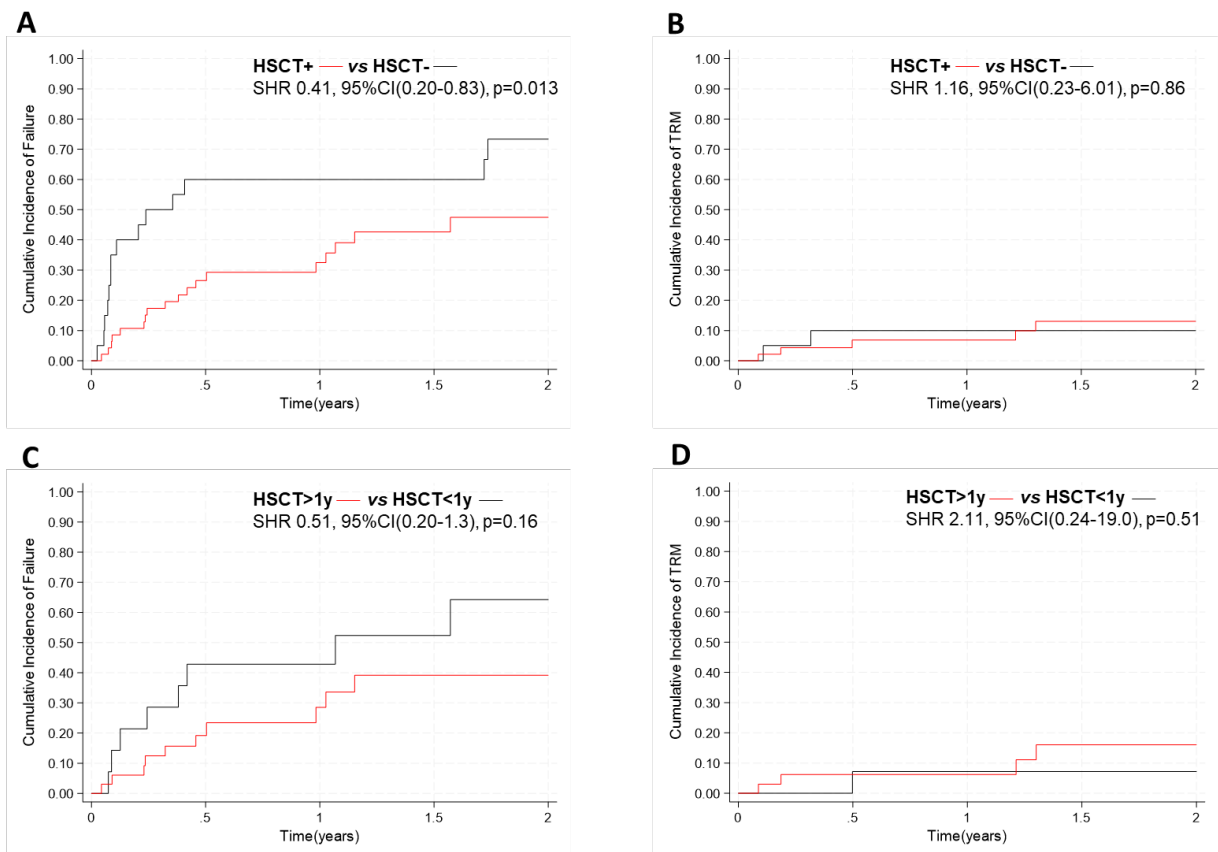 A
HSCT+ vs HSCT-
SHR 0.41, 95%CI(0.20-0.83), p=0.013
Cumulative Incidence of Failure
1.00
0.90
0.80
0.70
0.60
0.50
0.40
0.30
0.20
0.10
0.00
0 .5 1 1.5 2
Time(years)
B
HSCT+ vs HSCT-
SHR 1.16, 95%CI(0.23-6.01), p=0.86
Cumulative Incidence of TRM
1.00
0.90
0.80
0.70
0.60
0.50
0.40
0.30
0.20
0.10
0.00
0 .5 1 1.5 2
Time(years)
C
HSCT>1y vs HSCT<1y
SHR 0.51, 95%CI(0.20-1.3), p=0.16
Cumulative Incidence of Failure
1.00
0.90
0.80
0.70
0.60
0.50
0.40
0.30
0.20
0.10
0.00
0 .5 1 1.5 2
Time(years)
D
HSCT>1y vs HSCT<1y
SHR 2.11, 95%CI(0.24-19.0), p=0.51
Cumulative Incidence of TRM
1.00
0.90
0.80
0.70
0.60
0.50
0.40
0.30
0.20
0.10
0.00
0 .5 1 1.5 2
Time(years)